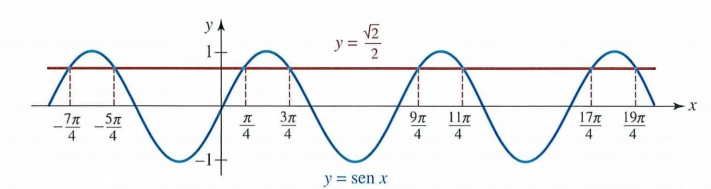 y
1
y = √2/2
x
-7π/4 -5π/4 π/4 3π/4 9π/4 11π/4 17π/4 19π/4
-1
y = sen x